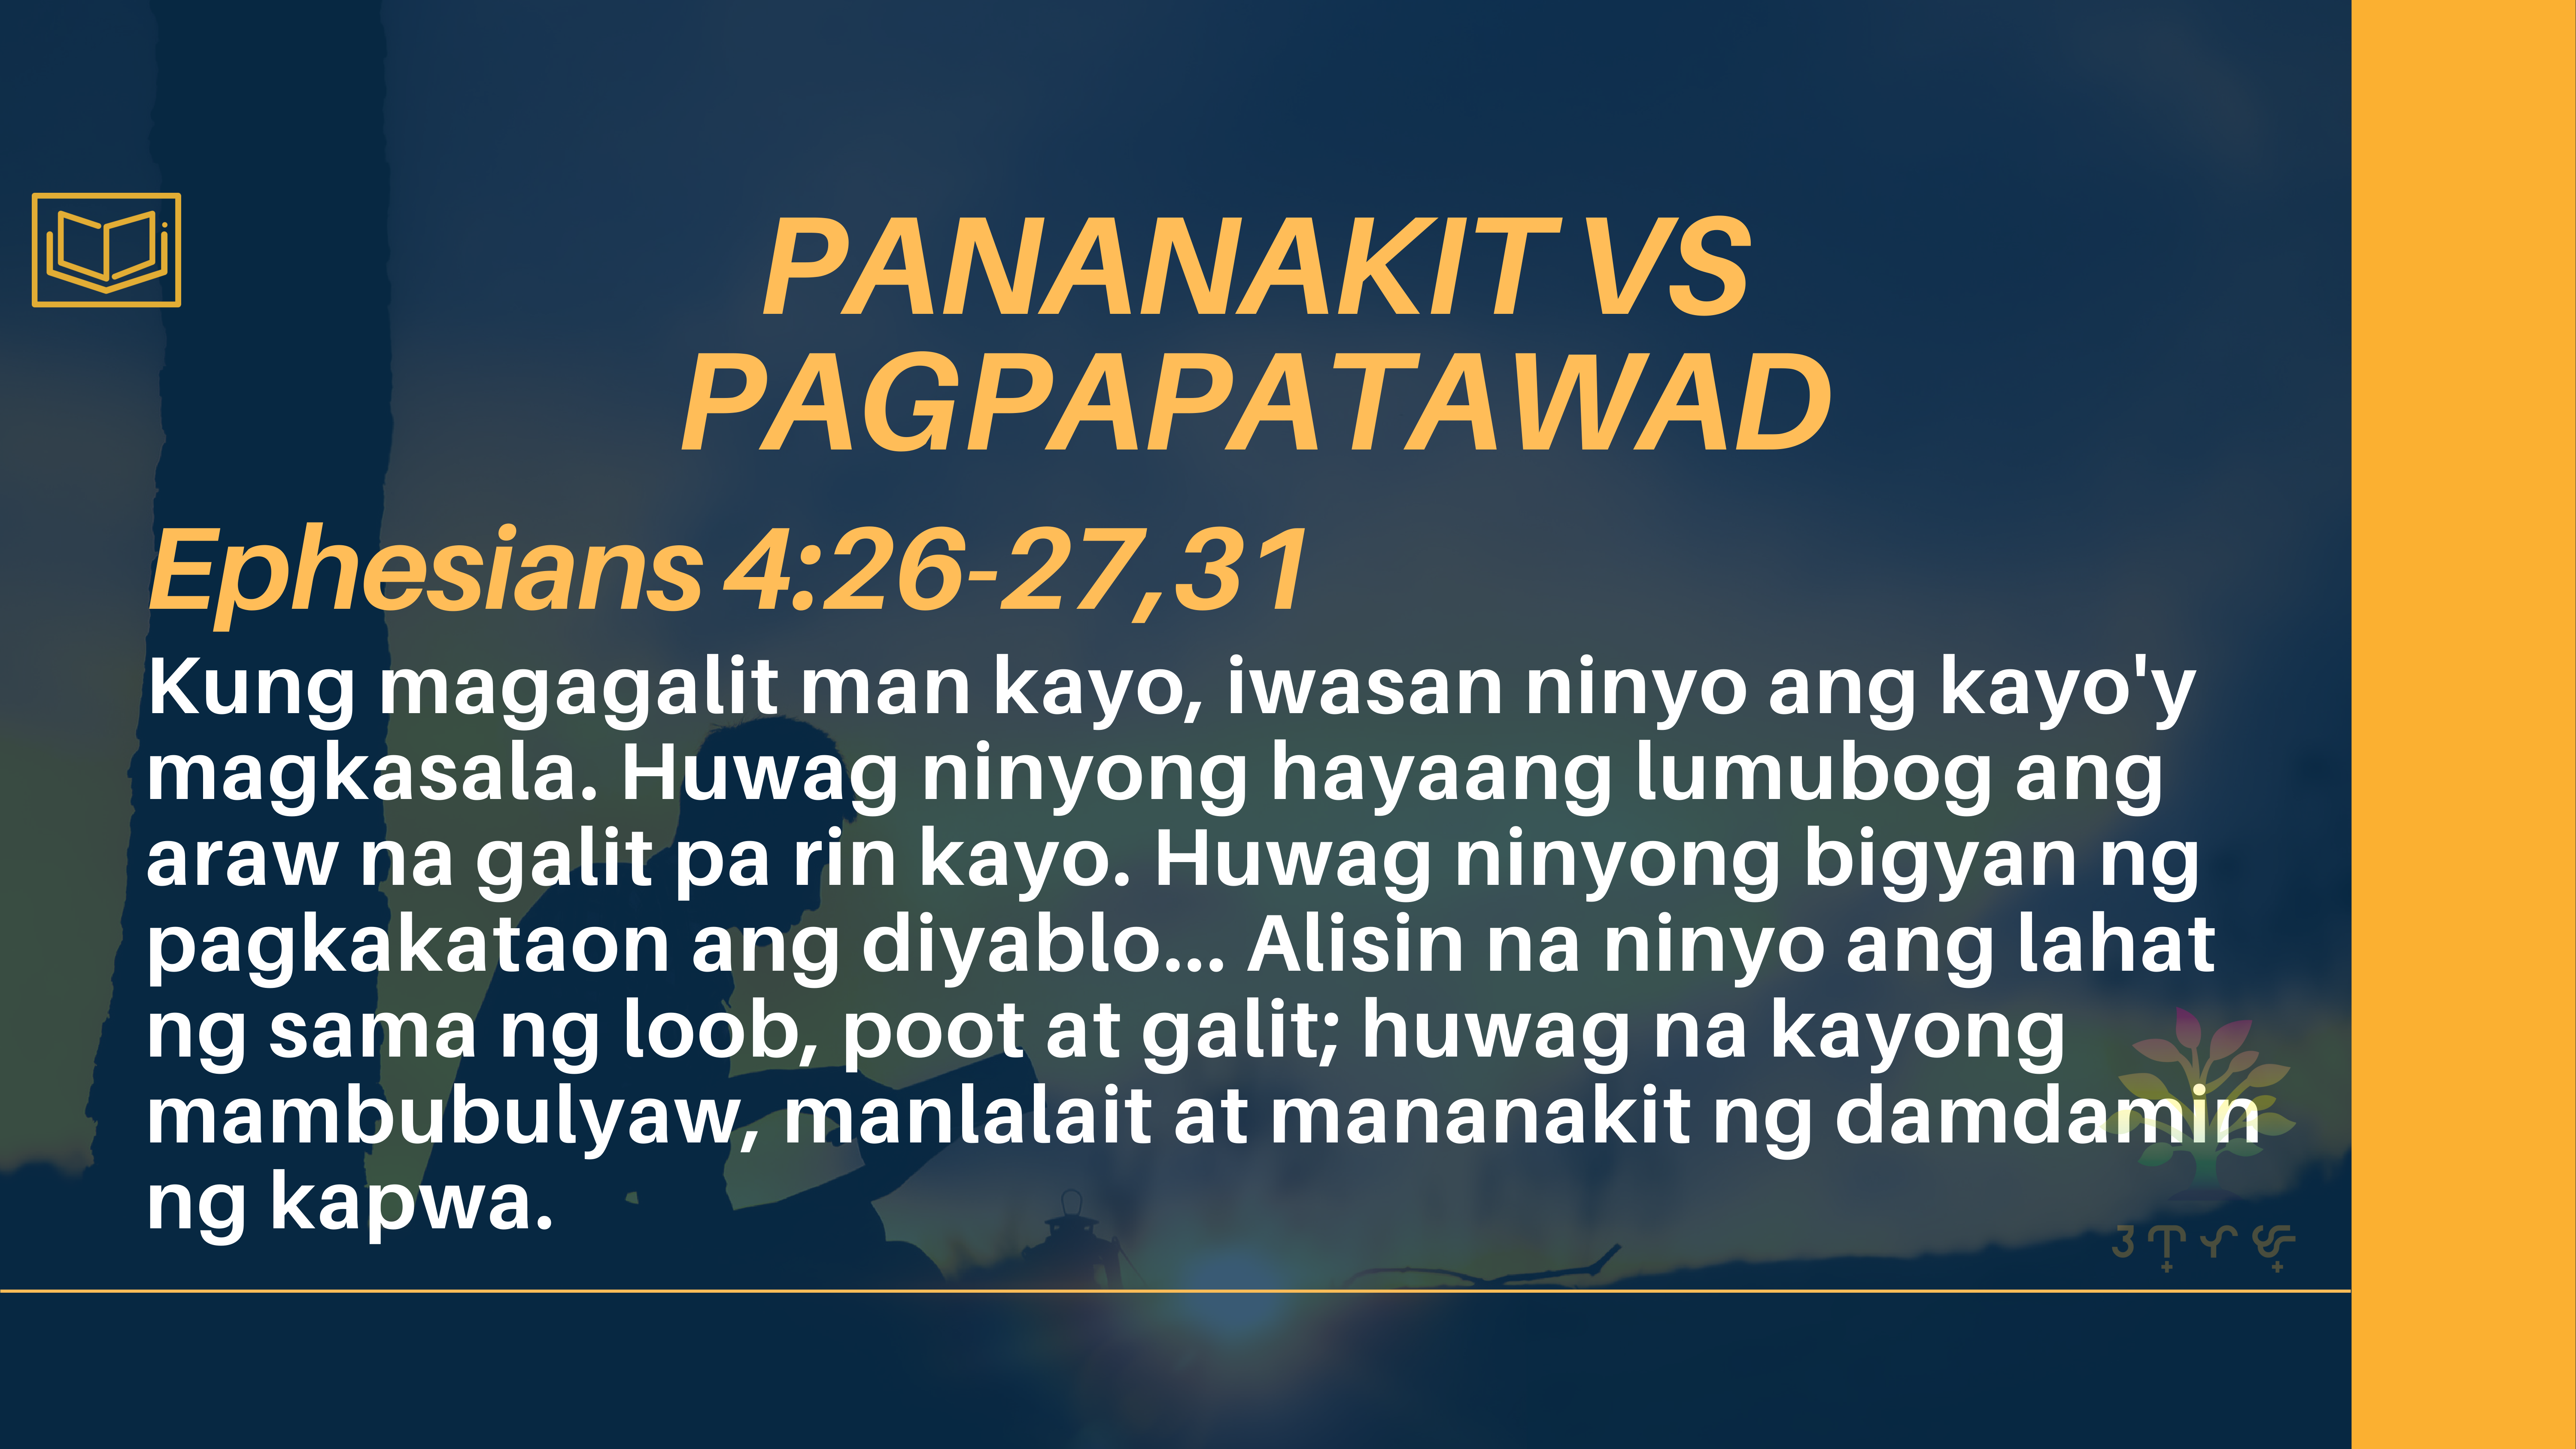 PANANAKIT VS
PAGPAPATAWAD
Ephesians 4:26-27,31
Kung magagalit man kayo, iwasan ninyo ang kayo'y
magkasala. Huwag ninyong hayaang lumubog ang
araw na galit pa rin kayo. Huwag ninyong bigyan ng
pagkakataon ang diyablo... Alisin na ninyo ang lahat
ng sama ng loob, poot at galit; huwag na kayong
mambubulyaw, manlalait at mananakit ng damdamin
ng kapwa.